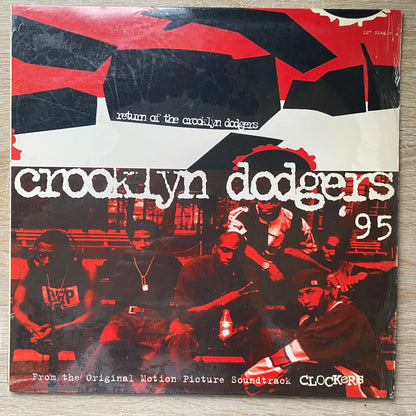 12" Single
return of the crooklyn dodgers
crooklyn dodgers
'95
From the Original Motion Picture Soundtrack CLOCKeRS